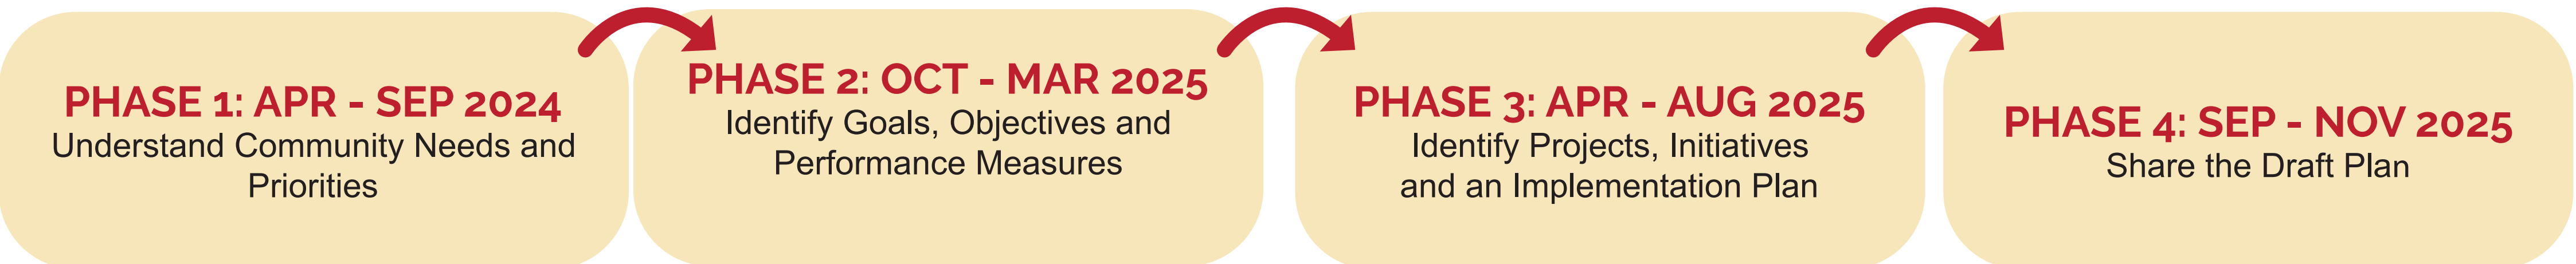 PHASE 1: APR - SEP 2024
Understand Community Needs and
Priorities
PHASE 2: OCT - MAR 2025
Identify Goals, Objectives and
Performance Measures
PHASE 3: APR - AUG 2025
Identify Projects, Initiatives
and an Implementation Plan
PHASE 4: SEP - NOV 2025
Share the Draft Plan